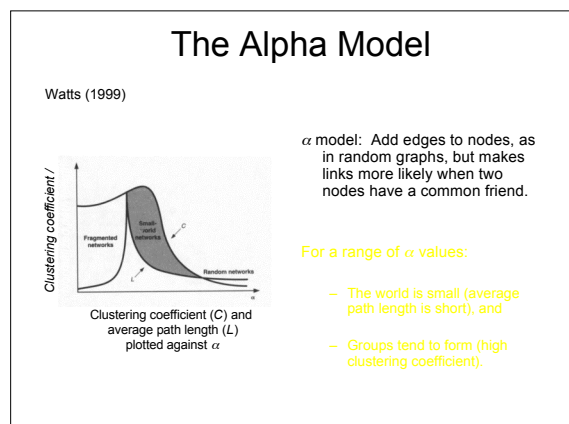 The Alpha Model
Watts (1999)
Clustering coefficient /
Fragmented
networks
Small-
world
networks
C
L
Random networks
α
Clustering coefficient (C) and
average path length (L)
plotted against α
α model: Add edges to nodes, as
in random graphs, but makes
links more likely when two
nodes have a common friend.
For a range of α values:
– The world is small (average
path length is short), and
– Groups tend to form (high
clustering coefficient).